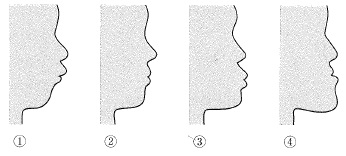 ① ② ③ ④